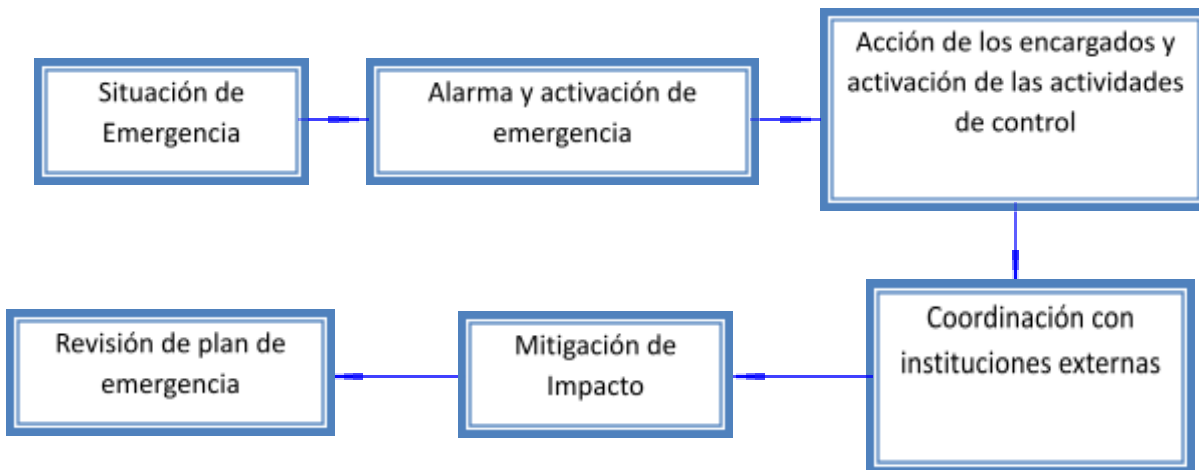 Situación de
Emergencia
Alarma y activación de
emergencia
Acción de los encargados y
activación de las actividades
de control
Coordinación con
instituciones externas
Mitigación de
Impacto
Revisión de plan de
emergencia